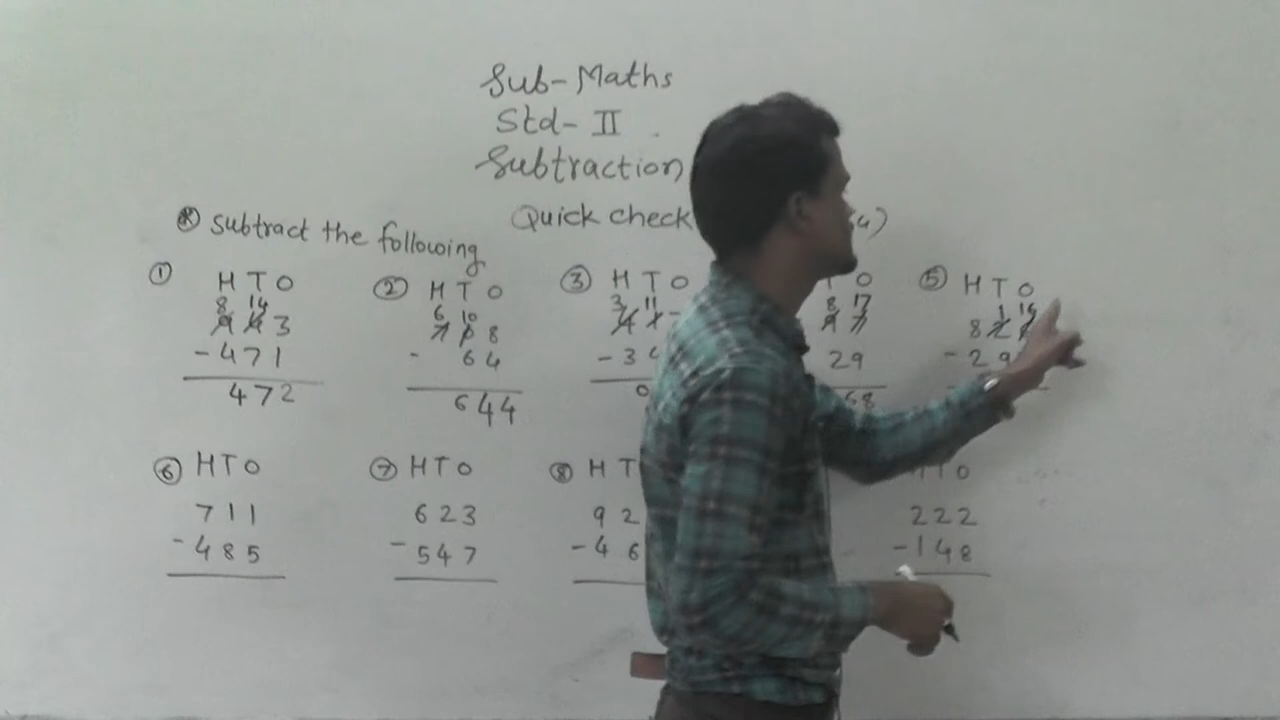 Sub- Maths
Std- II
Subtraction
* Subtract the following
Quick check
① H T O
8 14
9 4 3
- 4 7 1
4 7 2
② H T O
6 10
7 0 8
- 6 4
6 4 4
③ H T O
3 11
4 1
- 3
0
T O
8 17
9 7
2 9
6 8
⑤ H T O
1
8 2
- 2 9
⑥ H T O
7 1 1
- 4 8 5
⑦ H T O
6 2 3
- 5 4 7
⑧ H T
9 2
- 4 6
H T O
2 2 2
- 1 4 8